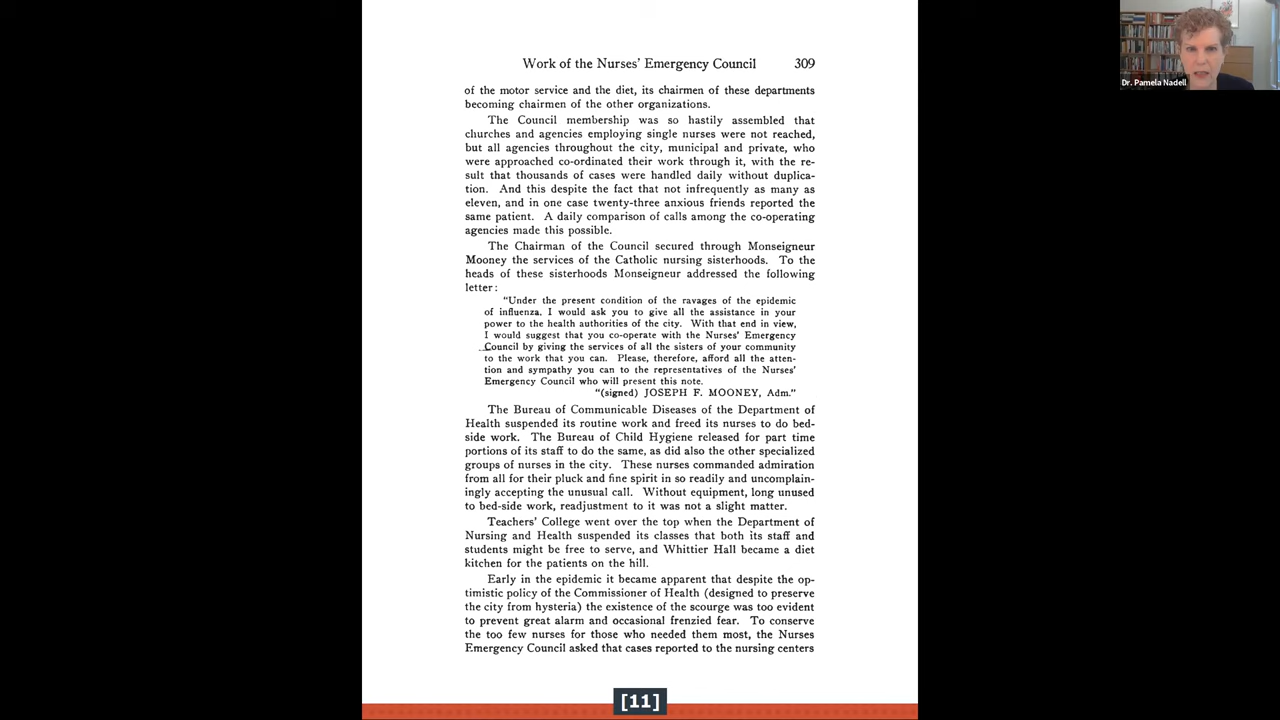 Work of the Nurses' Emergency Council 309
of the motor service and the diet, its chairmen of these departments
becoming chairmen of the other organizations.
The Council membership was so hastily assembled that
churches and agencies employing single nurses were not reached,
but all agencies throughout the city, municipal and private, who
were approached co-ordinated their work through it, with the re-
sult that thousands of cases were handled daily without duplica-
tion. And this despite the fact that not infrequently as many as
eleven, and in one case twenty-three anxious friends reported the
same patient. A daily comparison of calls among the co-operating
agencies made this possible.
The Chairman of the Council secured through Monseigneur
Mooney the services of the Catholic nursing sisterhoods. To the
heads of these sisterhoods Monseigneur addressed the following
letter:
"Under the present condition of the ravages of the epidemic
of influenza, I would ask you to give all the assistance in your
power to the health authorities of the city. With that end in view,
I would suggest that you co-operate with the Nurses' Emergency
Council by giving the services of all the sisters of your community
to the work that you can. Please, therefore, afford all the atten-
tion and sympathy you can to the representatives of the Nurses'
Emergency Council who will present this note.
"(signed) JOSEPH F. MOONEY, Adm."
The Bureau of Communicable Diseases of the Department of
Health suspended its routine work and freed its nurses to do bed-
side work. The Bureau of Child Hygiene released for part time
portions of its staff to do the same, as did also the other specialized
groups of nurses in the city. These nurses commanded admiration
from all for their pluck and fine spirit in so readily and uncomplain-
ingly accepting the unusual call. Without equipment, long unused
to bed-side work, readjustment to it was not a slight matter.
Teachers' College went over the top when the Department of
Nursing and Health suspended its classes that both its staff and
students might be free to serve, and Whittier Hall became a diet
kitchen for the patients on the hill.
Early in the epidemic it became apparent that despite the op-
timistic policy of the Commissioner of Health (designed to preserve
the city from hysteria) the existence of the scourge was too evident
to prevent great alarm and occasional frenzied fear. To conserve
the too few nurses for those who needed them most, the Nurses
Emergency Council asked that cases reported to the nursing centers
[11]
Dr. Pamela Nadell